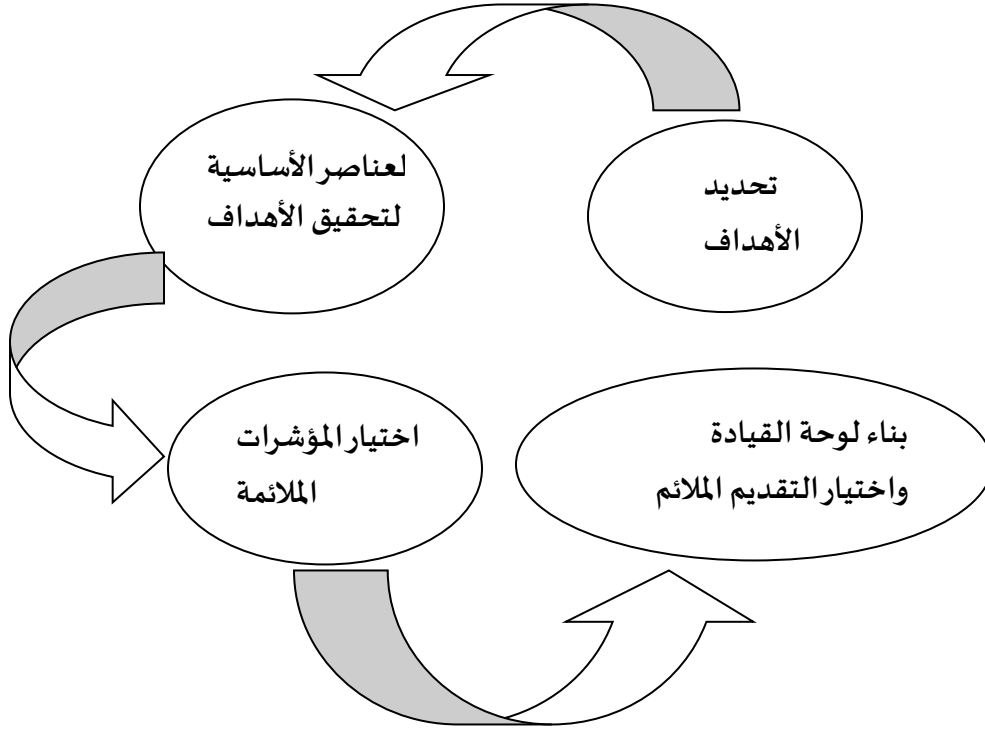 تحديد
الأهداف
لعناصر الأساسية
لتحقيق الأهداف
اختيار المؤشرات
الملائمة
بناء لوحة القيادة
واختيار التقديم الملائم